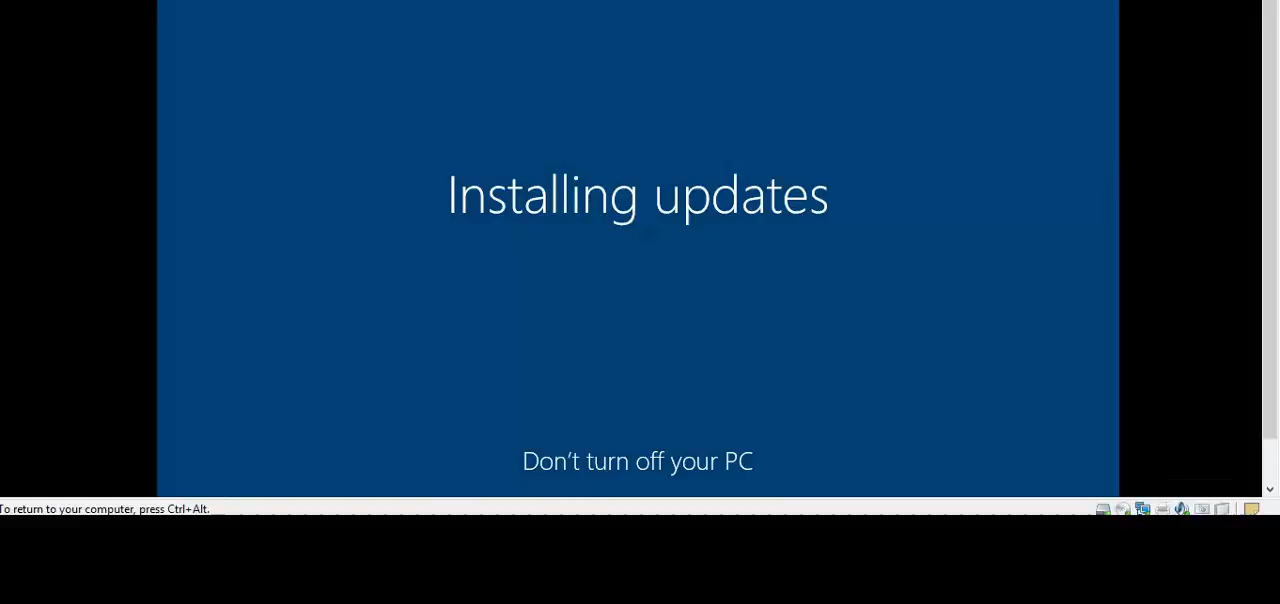 Installing updates
Don’t turn off your PC
To return to your computer, press Ctrl+Alt.